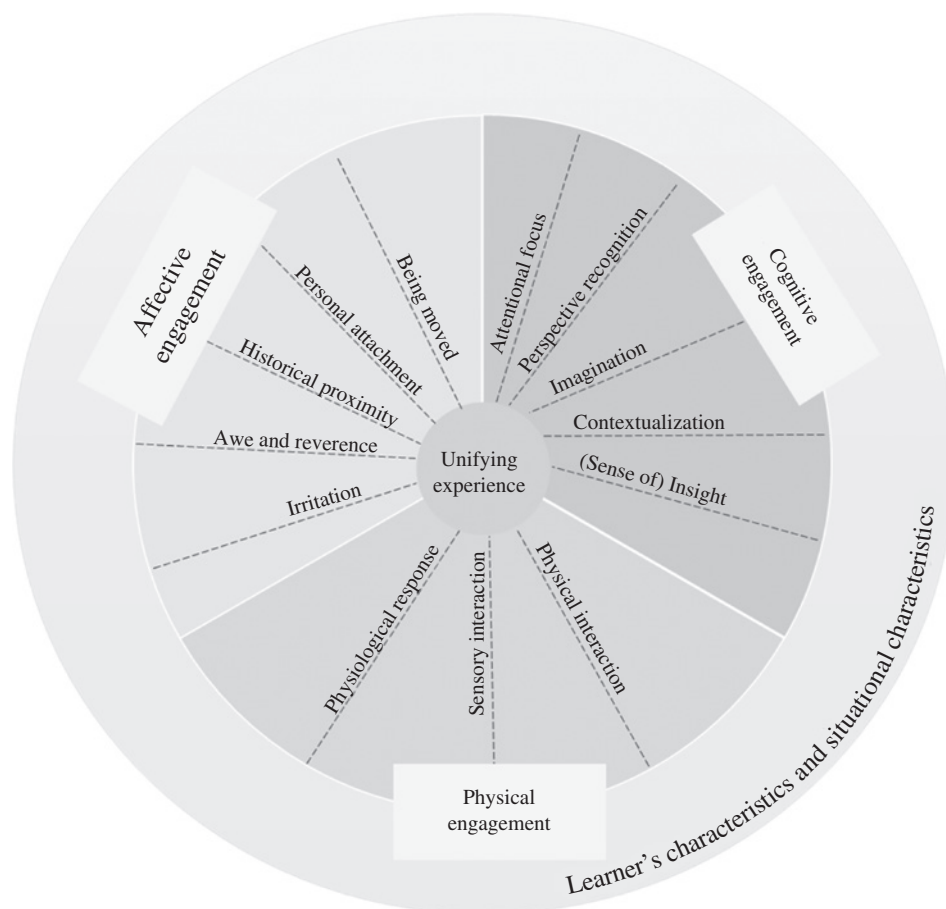 Affective
engagement
Being moved
Personal attachment
Historical proximity
Awe and reverence
Irritation
Cognitive
engagement
Attentional focus
Perspective recognition
Imagination
Contextualization
(Sense of) Insight
Unifying
experience
Physiological response
Sensory interaction
Physical interaction
Physical
engagement
Learner's characteristics and situational characteristics